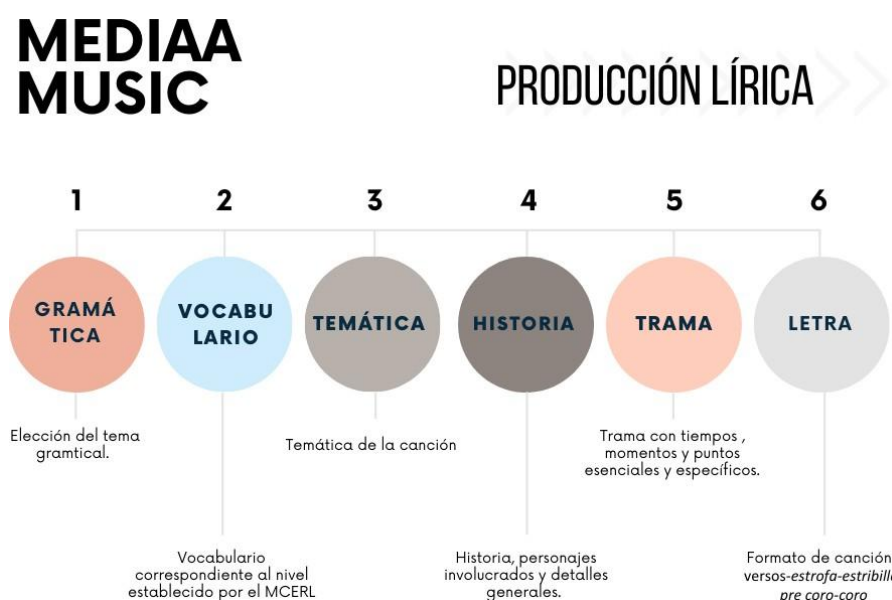 MEDIAA
MUSIC
PRODUCCIÓN LÍRICA
1
2
3
4
5
6
GRAMÁ
TICA
VOCABU
LARIO
TEMÁTICA
HISTORIA
TRAMA
LETRA
Elección del tema
gramtical.
Temática de la canción
Trama con tiempos ,
momentos y puntos
esenciales y específicos.
Vocabulario
correspondiente al nivel
establecido por el MCERL
Historia, personajes
involucrados y detalles
generales.
Formato de canción
versos-estrofa-estribill
pre coro-coro